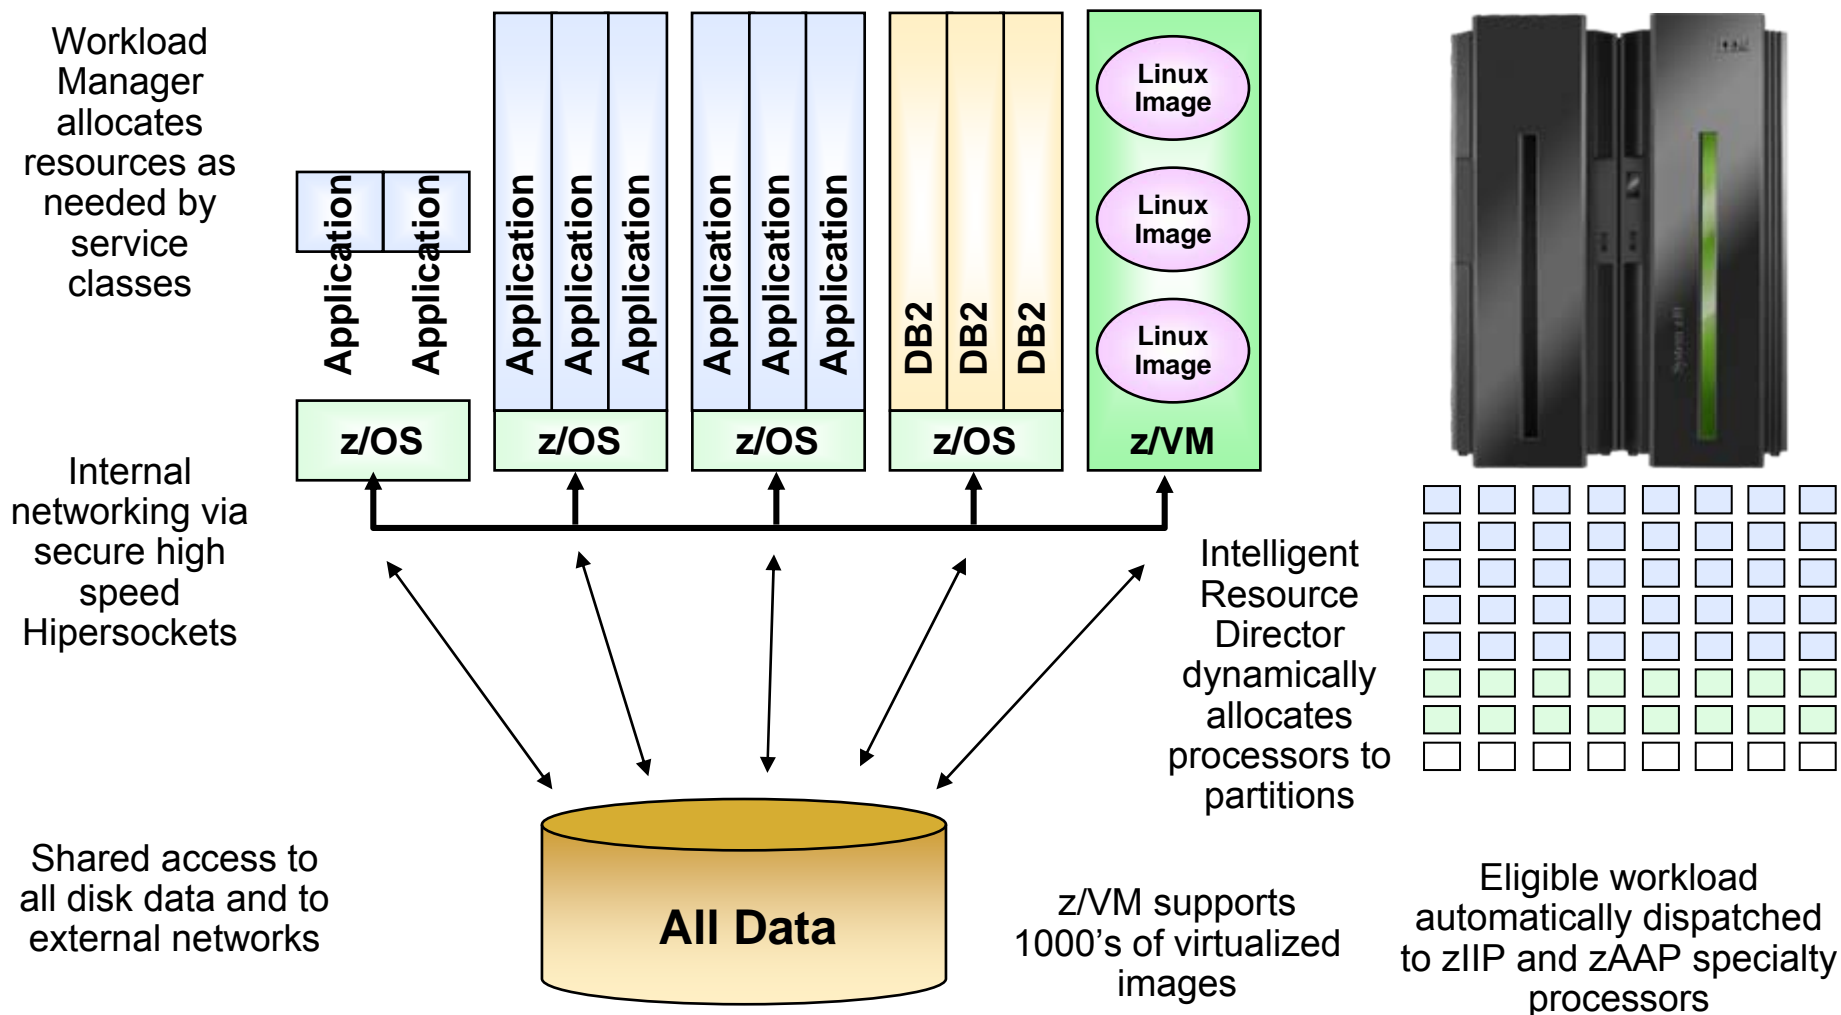 Workload
Manager
allocates
resources as
needed by
service
classes
Application
Application
Application
Application
Application
Application
Application
Application
DB2
DB2
DB2
Linux
Image
Linux
Image
Linux
Image
z/OS
z/OS
z/OS
z/OS
z/VM
Internal
networking via
secure high
speed
Hipersockets
Intelligent
Resource
Director
dynamically
allocates
processors to
partitions
Shared access to
all disk data and to
external networks
All Data
z/VM supports
1000’s of virtualized
images
Eligible workload
automatically dispatched
to zIIP and zAAP specialty
processors